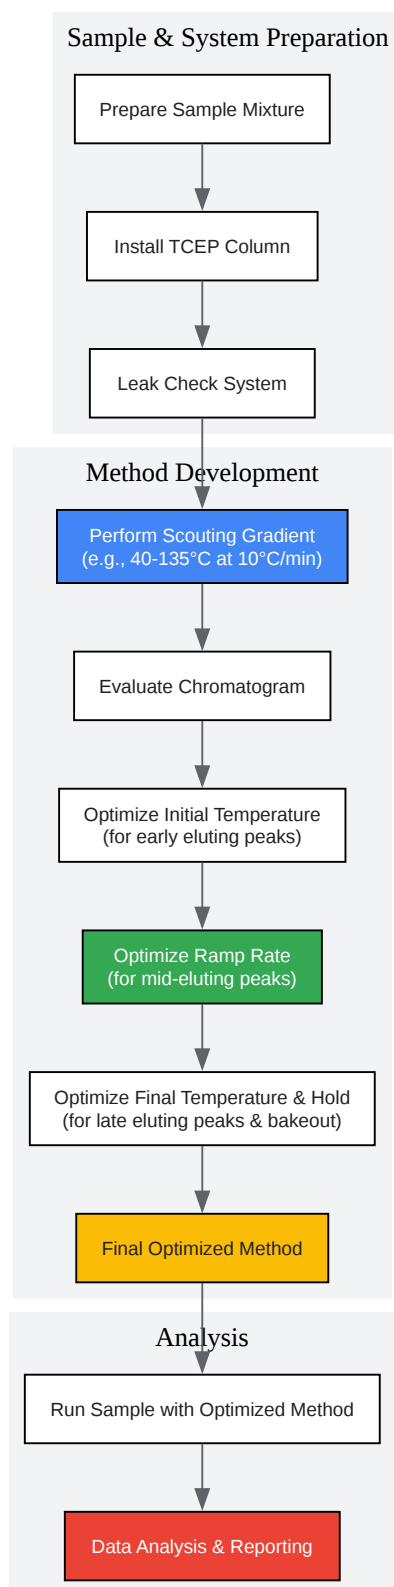 Sample & System Preparation
Prepare Sample Mixture
Install TCEP Column
Leak Check System
Method Development
Perform Scouting Gradient
(e.g., 40-135°C at 10°C/min)
Evaluate Chromatogram
Optimize Initial Temperature
(for early eluting peaks)
Optimize Ramp Rate
(for mid-eluting peaks)
Optimize Final Temperature & Hold
(for late eluting peaks & bakeout)
Final Optimized Method
Analysis
Run Sample with Optimized Method
Data Analysis & Reporting